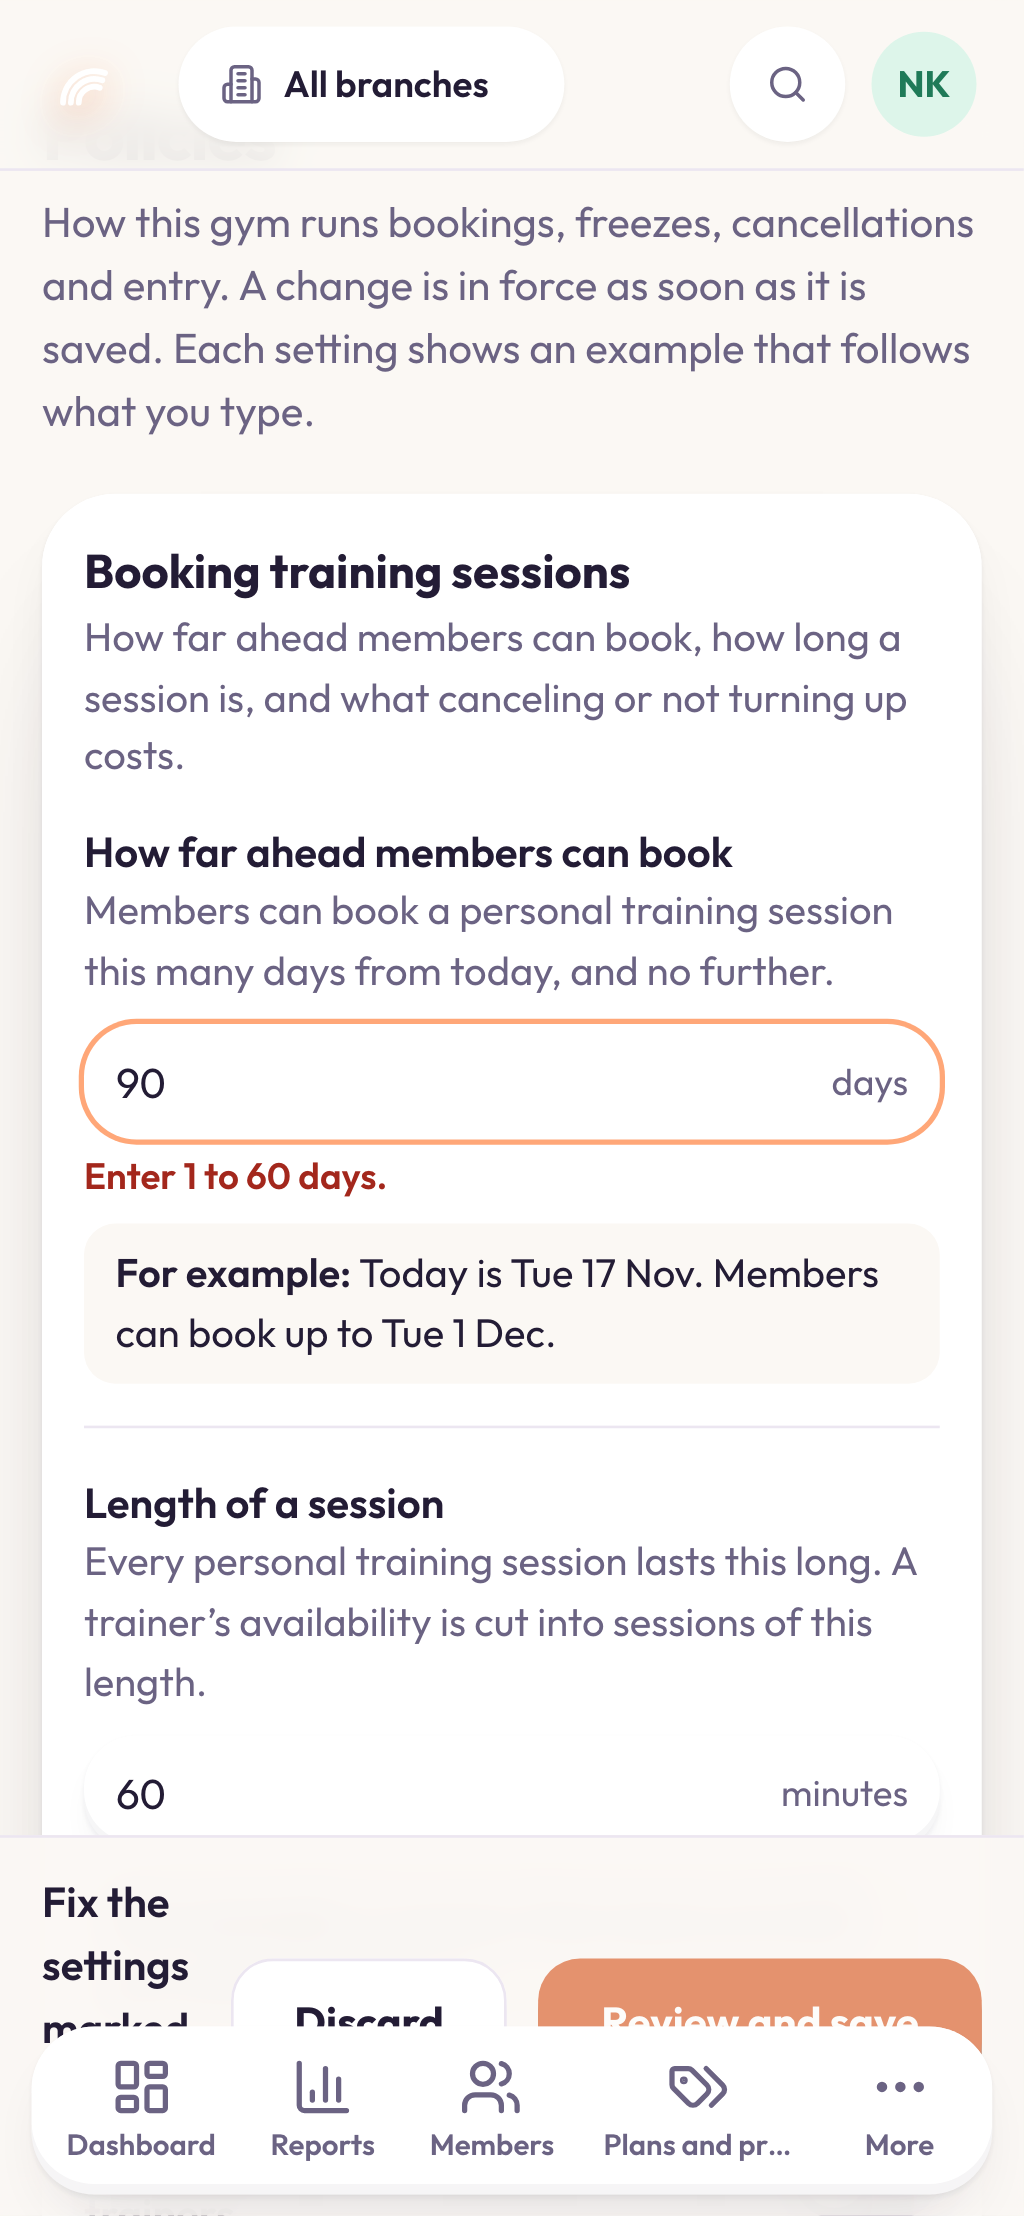 All branches
NK
Policies
How this gym runs bookings, freezes, cancellations
and entry. A change is in force as soon as it is
saved. Each setting shows an example that follows
what you type.
Booking training sessions
How far ahead members can book, how long a
session is, and what canceling or not turning up
costs.
How far ahead members can book
Members can book a personal training session
this many days from today, and no further.
90 days
Enter 1 to 60 days.
For example: Today is Tue 17 Nov. Members
can book up to Tue 1 Dec.
Length of a session
Every personal training session lasts this long. A
trainer’s availability is cut into sessions of this
length.
60 minutes
Fix the
settings
marked
Discard
Review and save
Dashboard
Reports
Members
Plans and pr...
More